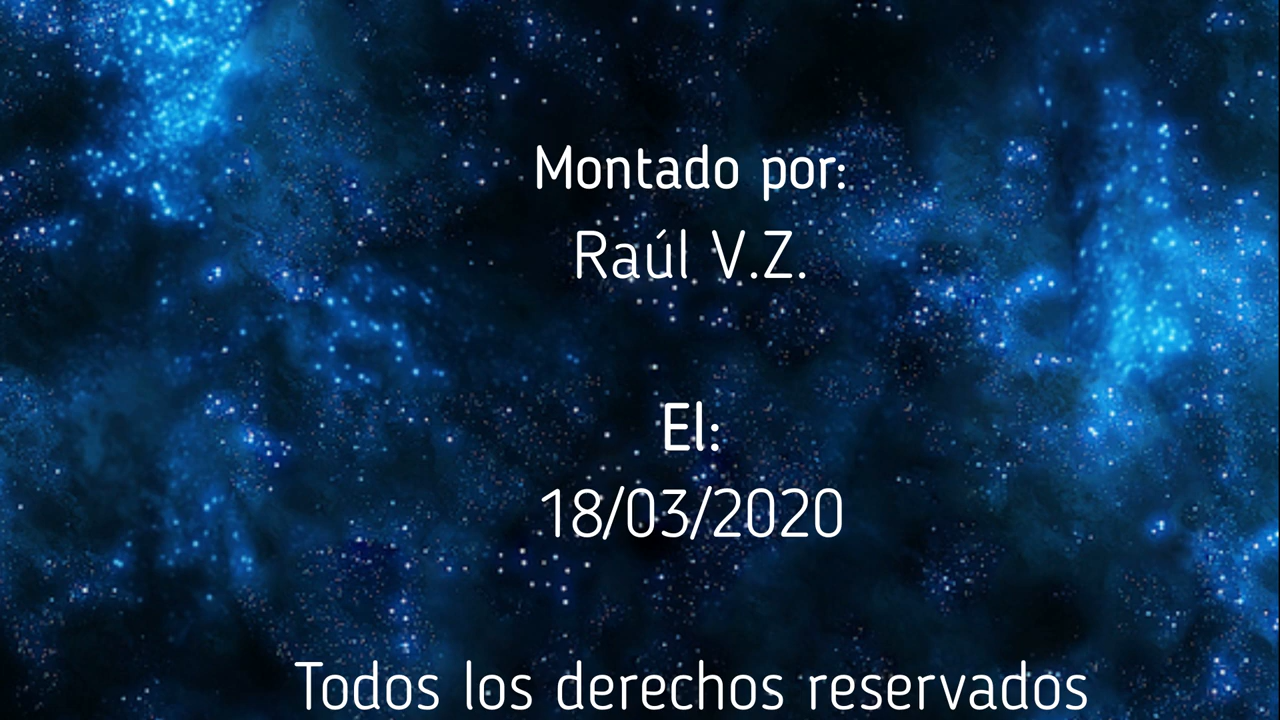 Montado por:
Raúl V.Z.
El:
18/03/2020
Todos los derechos reservados